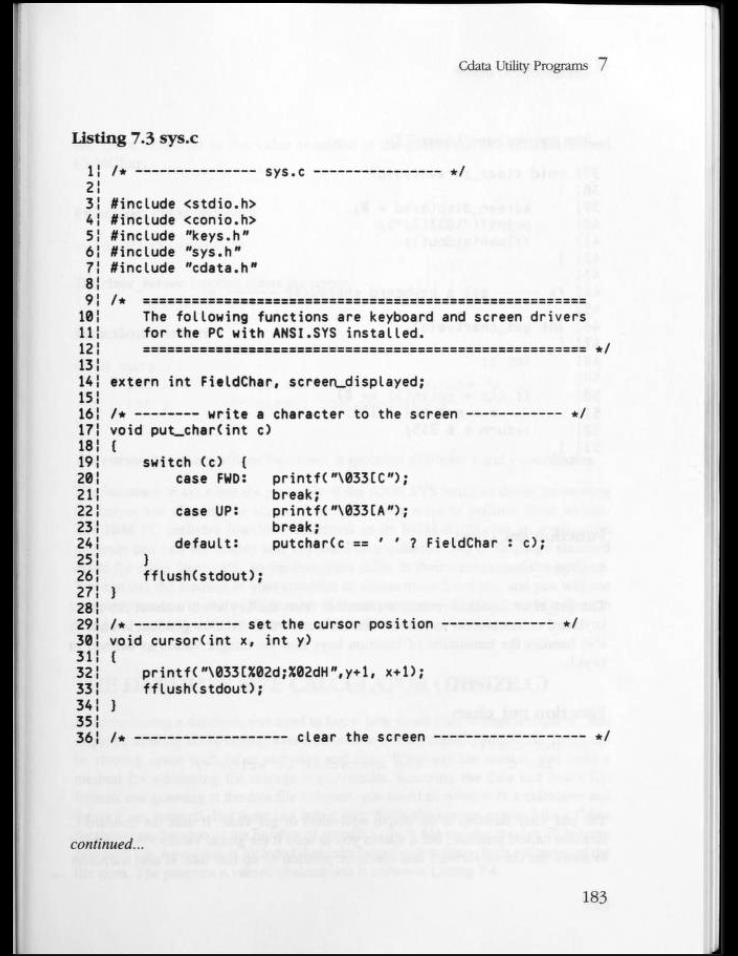 Cdata Utility Programs 7
Listing 7.3 sys.c
1¦ /* ---------------- sys.c ----------------- */
2¦
3¦ #include <stdio.h>
4¦ #include <conio.h>
5¦ #include "keys.h"
6¦ #include "sys.h"
7¦ #include "cdata.h"
8¦
9¦ /*  =======================================================
10¦     The following functions are keyboard and screen drivers
11¦     for the PC with ANSI.SYS installed.
12¦     ======================================================= */
13¦
14¦ extern int FieldChar, screen_displayed;
15¦
16¦ /* -------- write a character to the screen ------------ */
17¦ void put_char(int c)
18¦ {
19¦     switch (c)  {
20¦         case FWD:   printf("\033[C");
21¦                     break;
22¦         case UP:    printf("\033[A");
23¦                     break;
24¦         default:    putchar(c == ' ' ? FieldChar : c);
25¦     }
26¦     fflush(stdout);
27¦ }
28¦
29¦ /* ------------- set the cursor position -------------- */
30¦ void cursor(int x, int y)
31¦ {
32¦     printf("\033[%02d;%02dH",y+1, x+1);
33¦     fflush(stdout);
34¦ }
35¦
36¦ /* -------------------- clear the screen -------------------- */
continued...
183